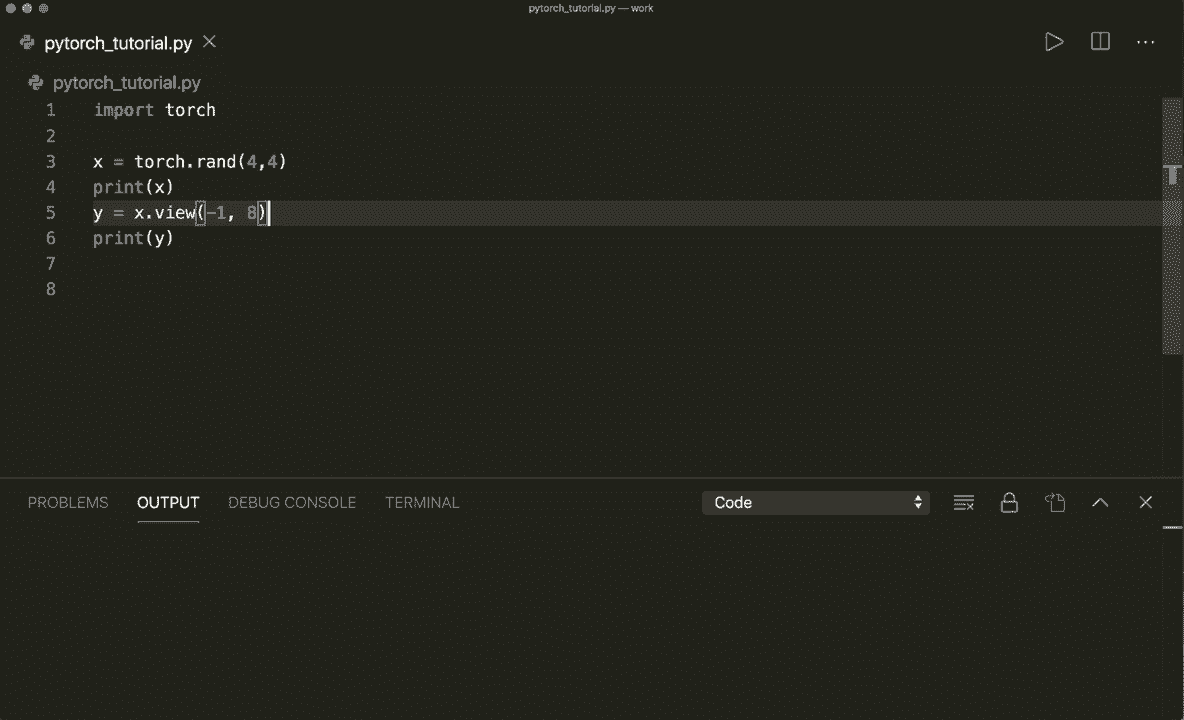 pytorch_tutorial.py — work
pytorch_tutorial.py
pytorch_tutorial.py
1 import torch
2
3 x = torch.rand(4,4)
4 print(x)
5 y = x.view(-1, 8)
6 print(y)
7
8
PROBLEMS OUTPUT DEBUG CONSOLE TERMINAL Code